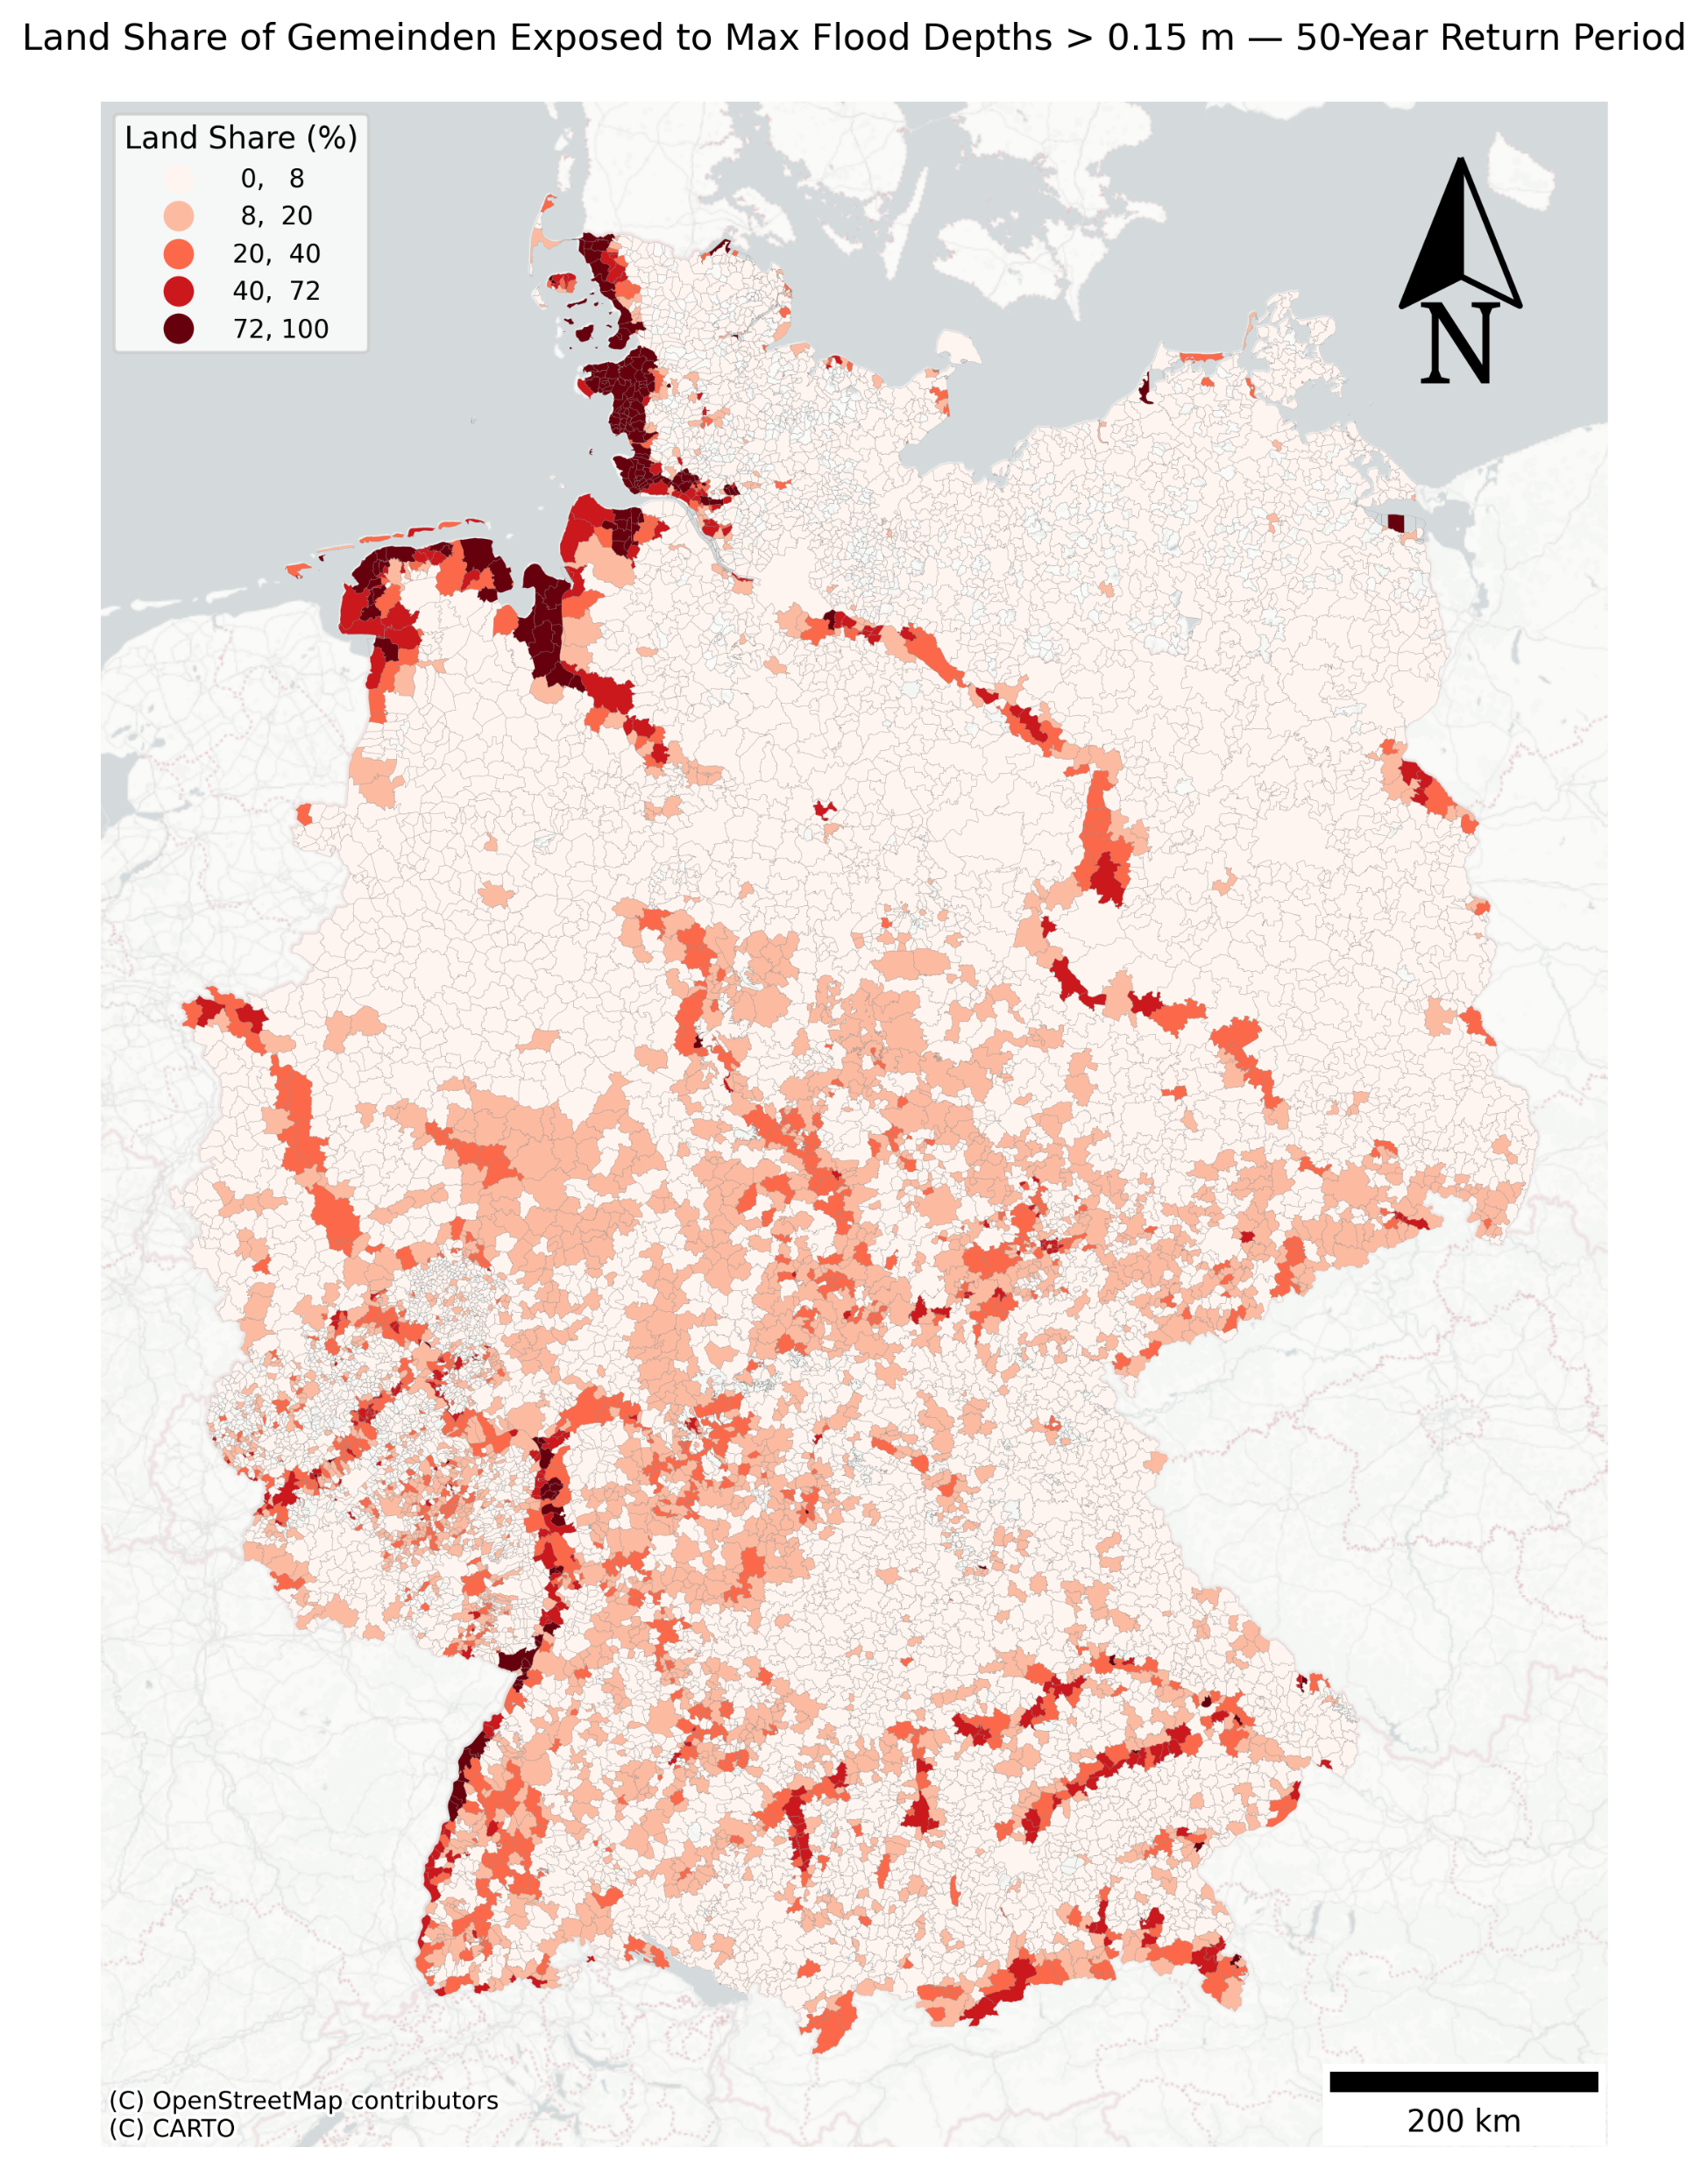 Land Share of Gemeinden Exposed to Max Flood Depths > 0.15 m — 50-Year Return Period
Land Share (%)
0, 8
8, 20
20, 40
40, 72
72, 100
N
(C) OpenStreetMap contributors
(C) CARTO
200 km